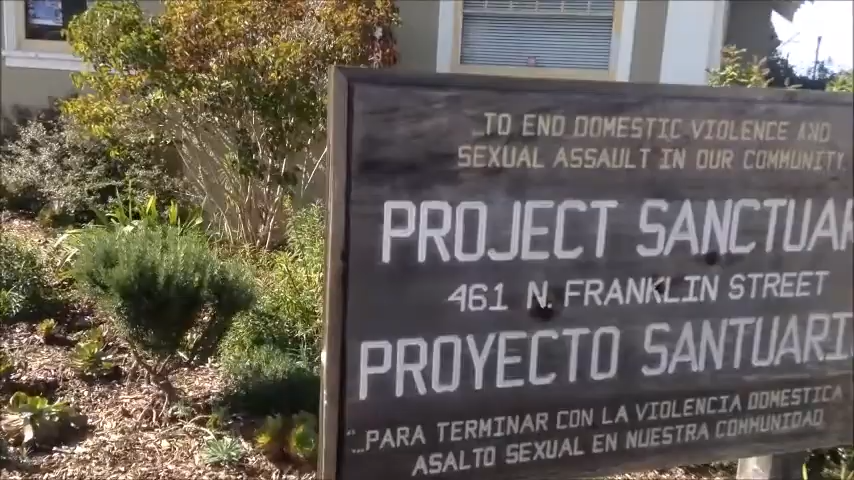 TO END DOMESTIC VIOLENCE AND
SEXUAL ASSAULT IN OUR COMMUNITY
PROJECT SANCTUAR
461 N. FRANKLIN STREET
PROYECTO SANTUARI
PARA TERMINAR CON LA VIOLENCIA DOMESTICA
ASALTO SEXUAL EN NUESTRA COMMUNIDAD